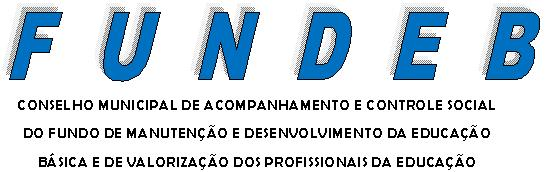 FUNDEB
CONSELHO MUNICIPAL DE ACOMPANHAMENTO E CONTROLE SOCIAL
DO FUNDO DE MANUTENÇÃO E DESENVOLVIMENTO DA EDUCAÇÃO
BÁSICA E DE VALORIZAÇÃO DOS PROFISSIONAIS DA EDUCAÇÃO